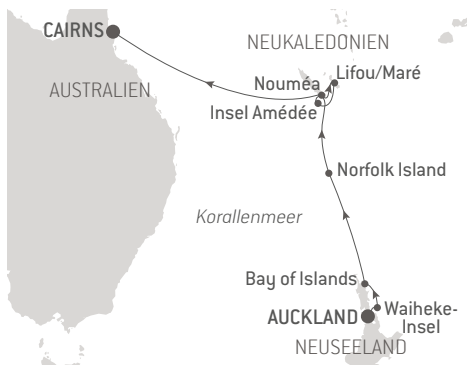 CAIRNS
NEUKALEDONIEN
Lifou/Maré
Nouméa
AUSTRALIEN
Insel Amédée
Norfolk Island
Korallenmeer
Bay of Islands
Waiheke-
Insel
AUCKLAND
NEUSEELAND